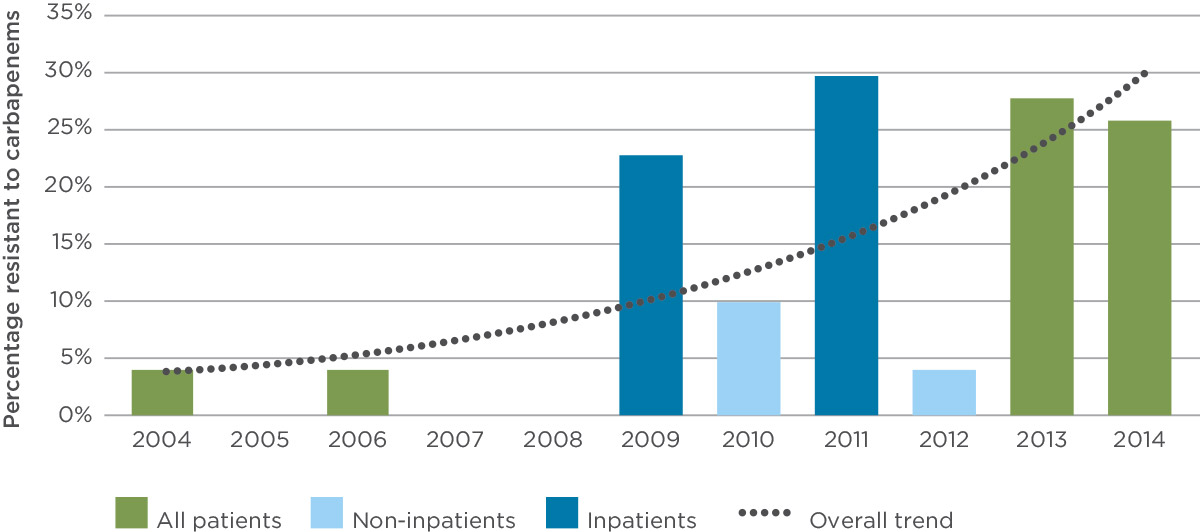 Percentage resistant to carbapenems
35%
30%
25%
20%
15%
10%
5%
0%
2004 2005 2006 2007 2008 2009 2010 2011 2012 2013 2014
All patients Non-inpatients Inpatients Overall trend